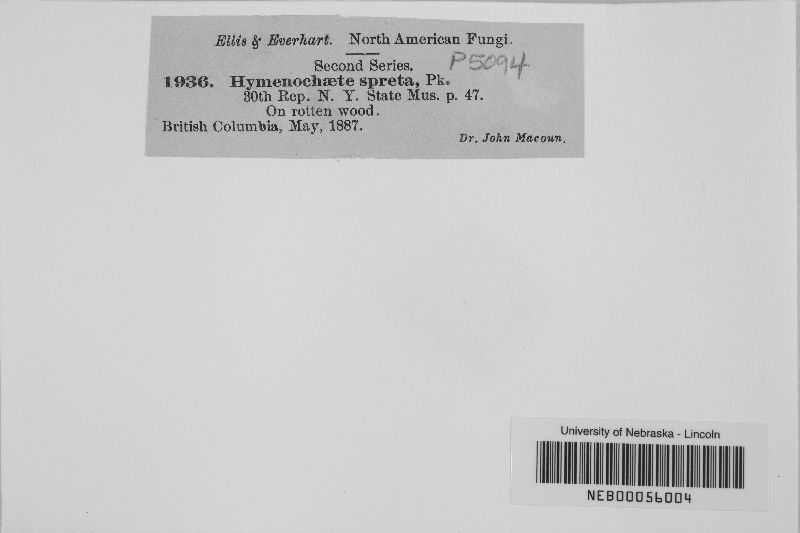 Ellis & Everhart. North American Fungi.
Second Series.
P5094
1936. Hymenochæte spreta, Pk.
30th Rep. N. Y. State Mus. p. 47.
On rotten wood.
British Columbia, May, 1887.
Dr. John Macoun.
University of Nebraska - Lincoln
NEB00056004